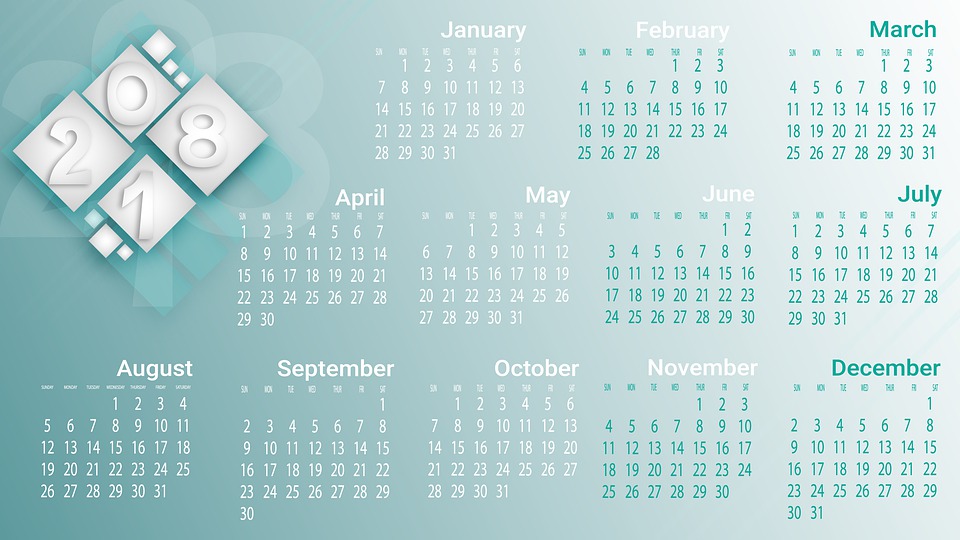 2018
January
SUN MON TUE WED THUR FRI SAT
1 2 3 4 5 6
7 8 9 10 11 12 13
14 15 16 17 18 19 20
21 22 23 24 25 26 27
28 29 30 31
February
SUN MON TUE WED THUR FRI SAT
1 2 3
4 5 6 7 8 9 10
11 12 13 14 15 16 17
18 19 20 21 22 23 24
25 26 27 28
March
SUN MON TUE WED THUR FRI SAT
1 2 3
4 5 6 7 8 9 10
11 12 13 14 15 16 17
18 19 20 21 22 23 24
25 26 27 28 29 30 31
April
SUN MON TUE WED THUR FRI SAT
1 2 3 4 5 6 7
8 9 10 11 12 13 14
15 16 17 18 19 20 21
22 23 24 25 26 27 28
29 30
May
SUN MON TUE WED THUR FRI SAT
1 2 3 4 5
6 7 8 9 10 11 12
13 14 15 16 17 18 19
20 21 22 23 24 25 26
27 28 29 30 31
June
SUN MON TUE WED THUR FRI SAT
1 2
3 4 5 6 7 8 9
10 11 12 13 14 15 16
17 18 19 20 21 22 23
24 25 26 27 28 29 30
July
SUN MON TUE WED THUR FRI SAT
1 2 3 4 5 6 7
8 9 10 11 12 13 14
15 16 17 18 19 20 21
22 23 24 25 26 27 28
29 30 31
August
SUNDAY MONDAY TUESDAY WEDNESDAY THURSDAY FRIDAY SATURDAY
1 2 3 4
5 6 7 8 9 10 11
12 13 14 15 16 17 18
19 20 21 22 23 24 25
26 27 28 29 30 31
September
SUN MON TUE WED THUR FRI SAT
1
2 3 4 5 6 7 8
9 10 11 12 13 14 15
16 17 18 19 20 21 22
23 24 25 26 27 28 29
30
October
SUN MON TUE WED THUR FRI SAT
1 2 3 4 5 6
7 8 9 10 11 12 13
14 15 16 17 18 19 20
21 22 23 24 25 26 27
28 29 30 31
November
SUN MON TUE WED THUR FRI SAT
1 2 3
4 5 6 7 8 9 10
11 12 13 14 15 16 17
18 19 20 21 22 23 24
25 26 27 28 29 30
December
SUN MON TUE WED THUR FRI SAT
1
2 3 4 5 6 7 8
9 10 11 12 13 14 15
16 17 18 19 20 21 22
23 24 25 26 27 28 29
30 31